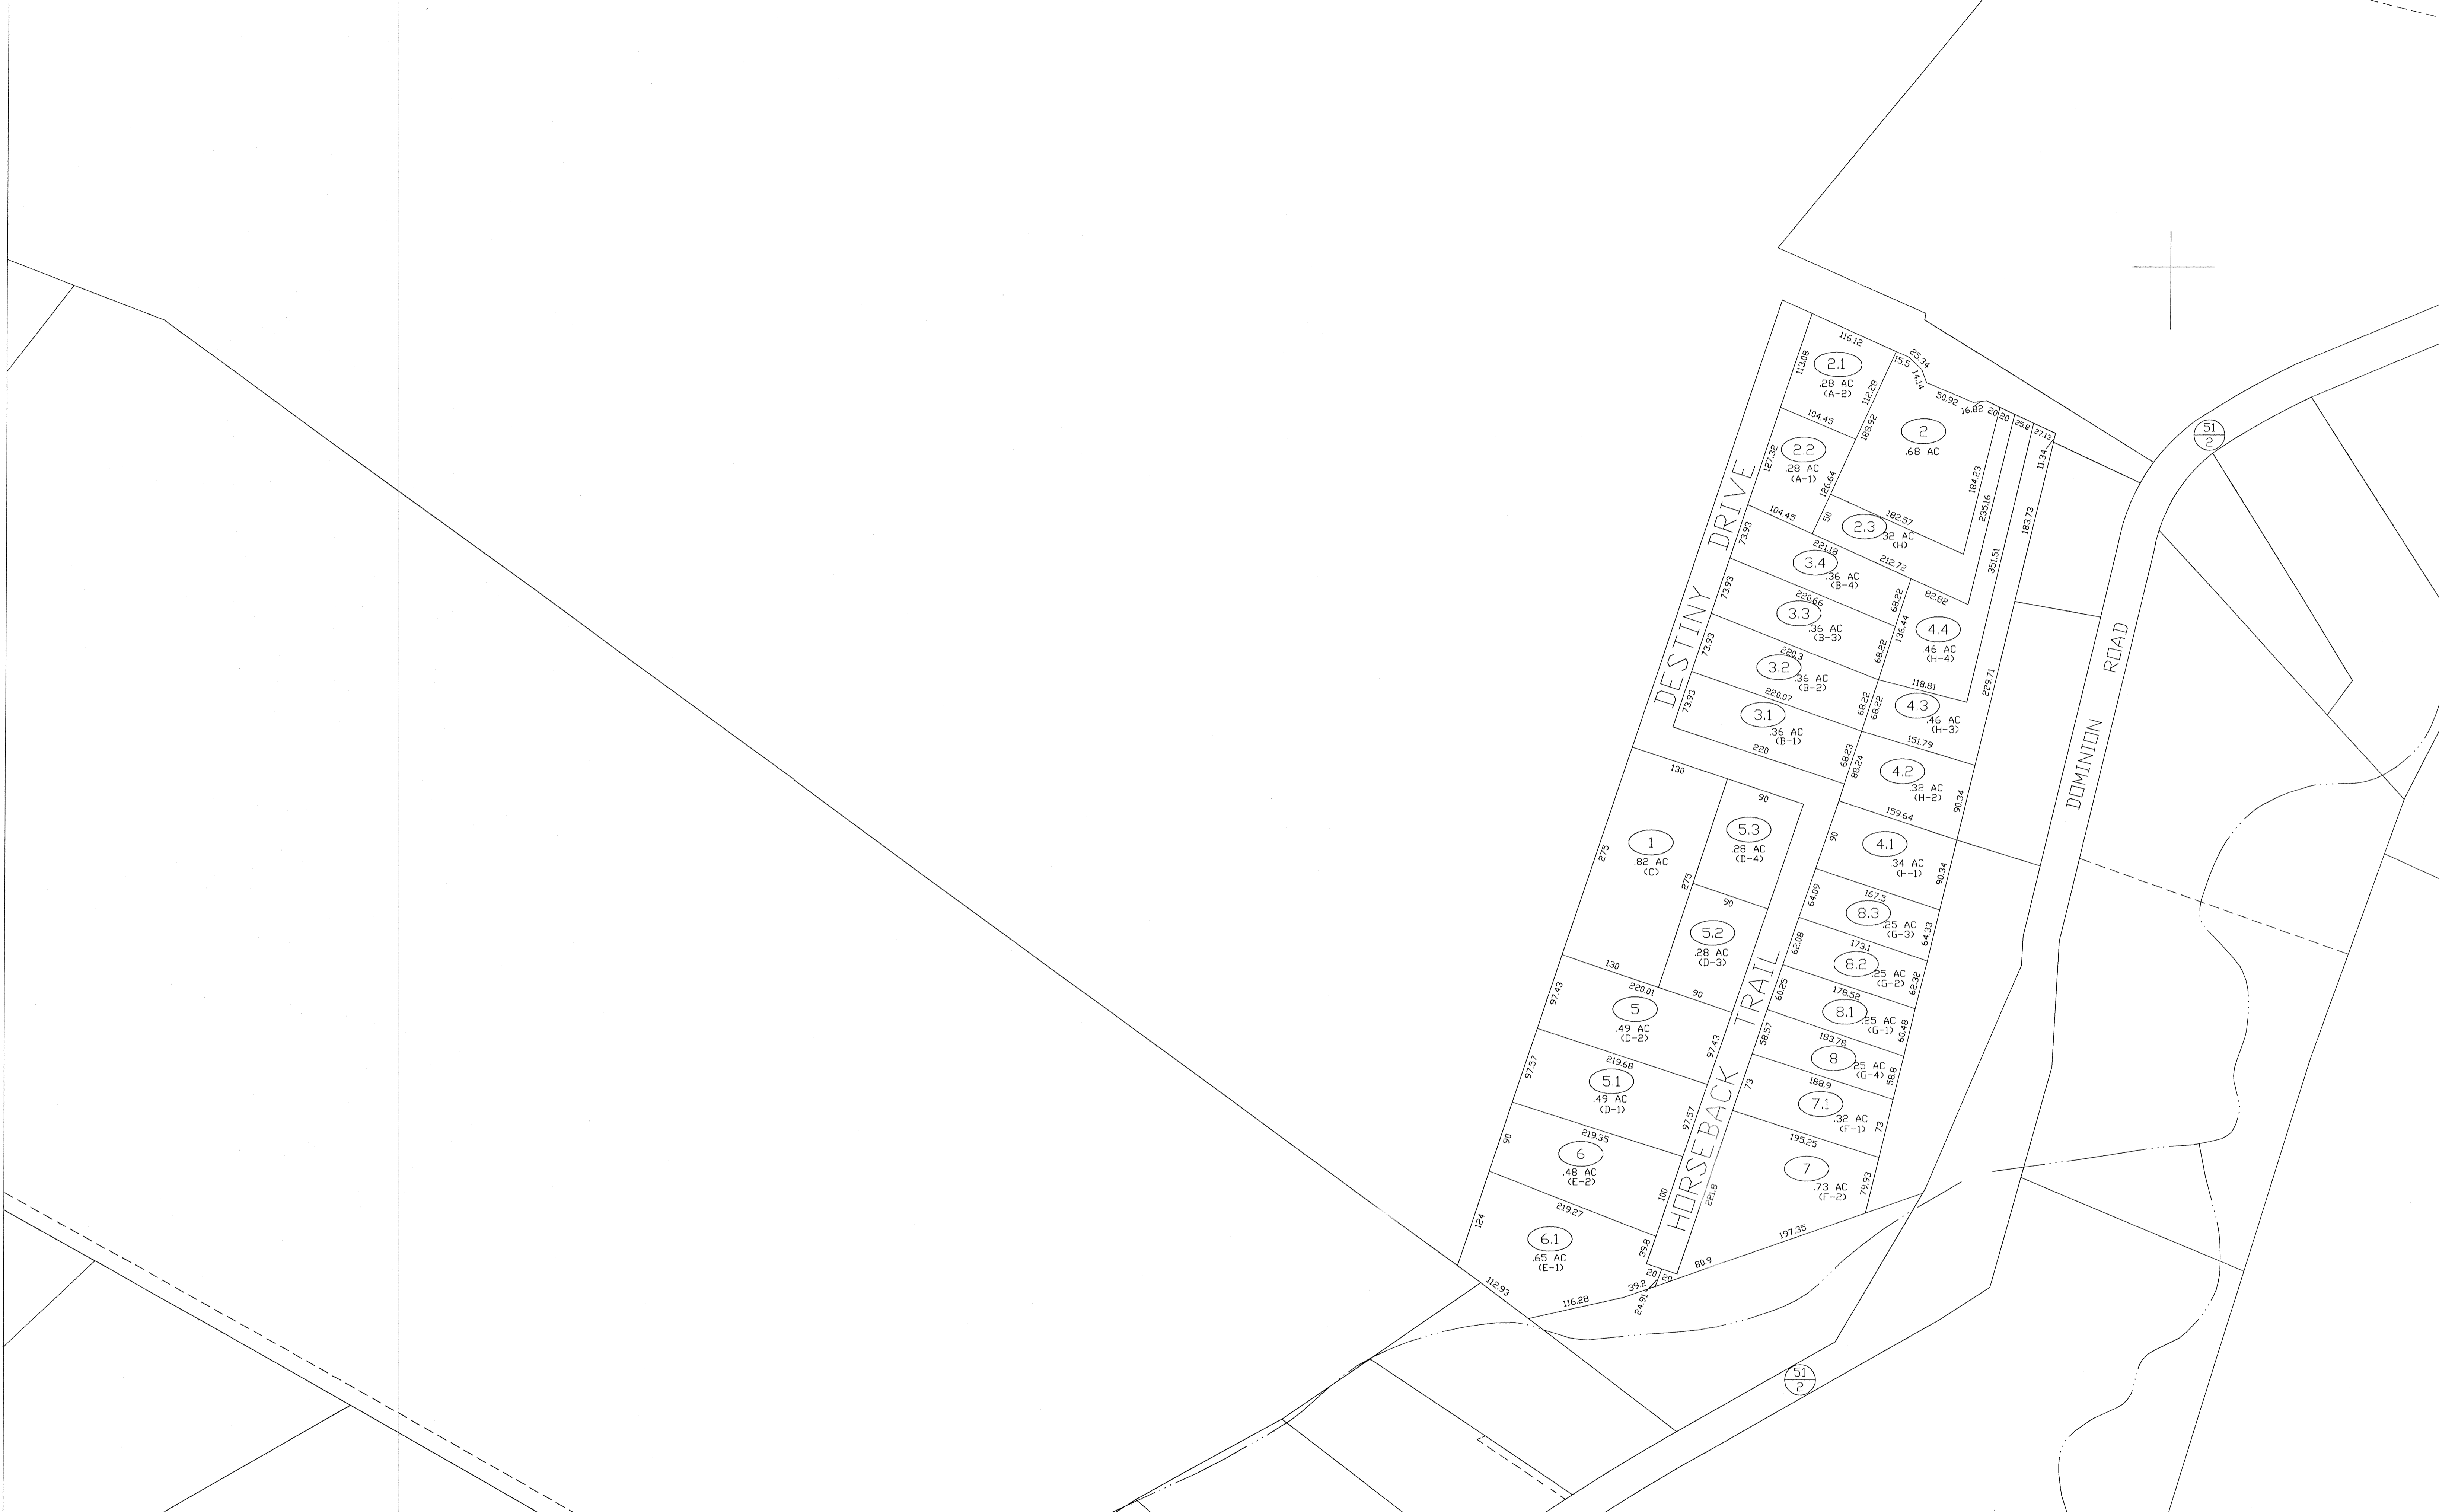 116.12
25.34
15.5
14.14
113.08
2.1
.28 AC
(A-2)
112.28
50.92
16.82
20
20
25.8
27.13
11.34
104.45
188.92
2
.68 AC
51
2
2.2
.28 AC
(A-1)
127.32
126.64
184.23
235.16
183.73
104.45
50
182.57
2.3
.32 AC
(H)
73.93
221.18
212.72
351.51
3.4
.36 AC
(B-4)
73.93
220.66
68.22
82.82
3.3
.36 AC
(B-3)
136.44
4.4
.46 AC
(H-4)
73.93
220.3
68.22
3.2
.36 AC
(B-2)
118.81
229.71
73.93
220.07
68.22
68.22
4.3
.46 AC
(H-3)
3.1
.36 AC
(B-1)
151.79
220
68.23
88.24
4.2
.32 AC
(H-2)
90.34
DESTINY DRIVE
DOMINION ROAD
130
90
159.64
5.3
.28 AC
(D-4)
90
4.1
.34 AC
(H-1)
90.34
1
.82 AC
(C)
275
275
90
64.09
167.5
8.3
.25 AC
(G-3)
64.33
5.2
.28 AC
(D-3)
62.08
173.1
8.2
.25 AC
(G-2)
62.32
130
220.01
90
60.25
178.52
8.1
.25 AC
(G-1)
60.48
97.43
5
.49 AC
(D-2)
97.43
58.57
183.78
8
.25 AC
(G-4)
58.8
97.57
219.68
5.1
.49 AC
(D-1)
97.57
73
188.9
7.1
.32 AC
(F-1)
73
HORSEBACK TRAIL
90
219.35
6
.48 AC
(E-2)
100
195.25
7
.73 AC
(F-2)
79.93
221.8
124
219.27
6.1
.65 AC
(E-1)
39.8
197.35
80.9
20
20
39.2
24.91
112.93
116.28
51
2